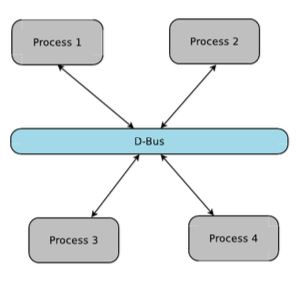 Process 1
Process 2
D-Bus
Process 3
Process 4